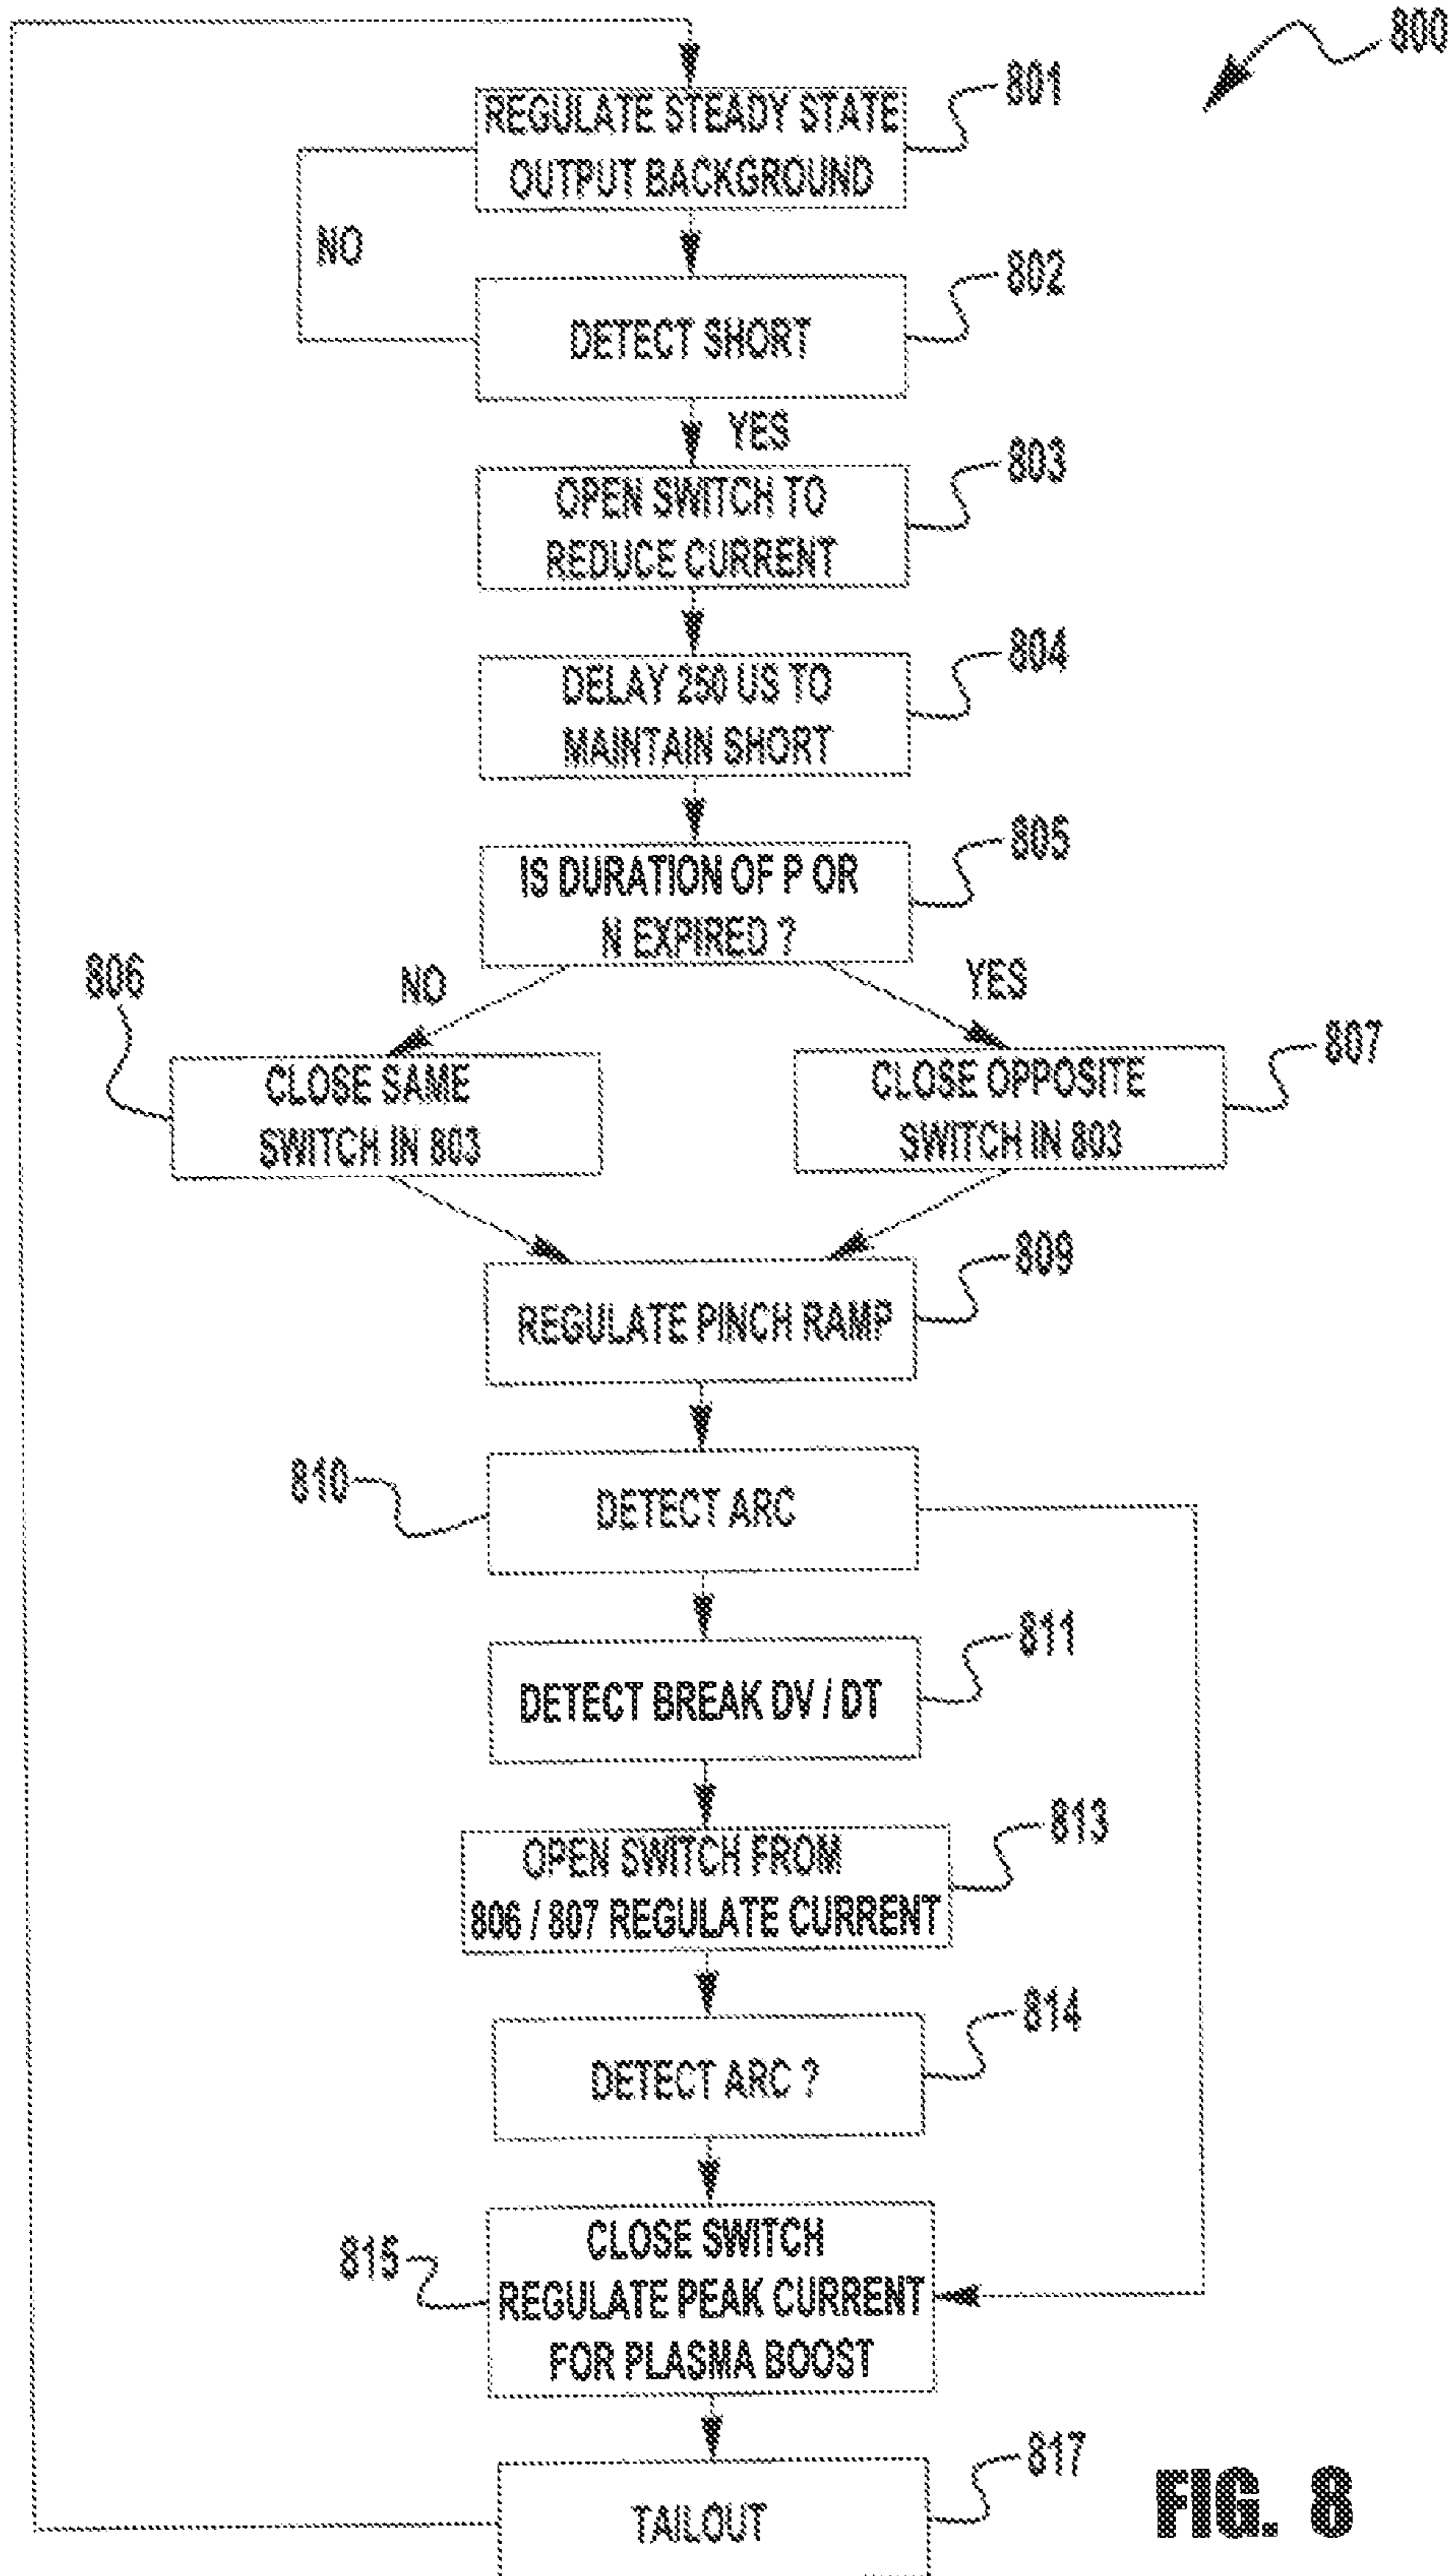 800
REGULATE STEADY STATE
OUTPUT BACKGROUND
801
NO
DETECT SHORT
802
YES
OPEN SWITCH TO
REDUCE CURRENT
803
DELAY 250 US TO
MAINTAIN SHORT
804
IS DURATION OF P OR
N EXPIRED ?
805
NO
YES
806
CLOSE SAME
SWITCH IN 803
CLOSE OPPOSITE
SWITCH IN 803
807
REGULATE PINCH RAMP
809
810
DETECT ARC
DETECT BREAK DV / DT
811
OPEN SWITCH FROM
806 / 807 REGULATE CURRENT
813
DETECT ARC ?
814
815
CLOSE SWITCH
REGULATE PEAK CURRENT
FOR PLASMA BOOST
TAILOUT
817
FIG. 8